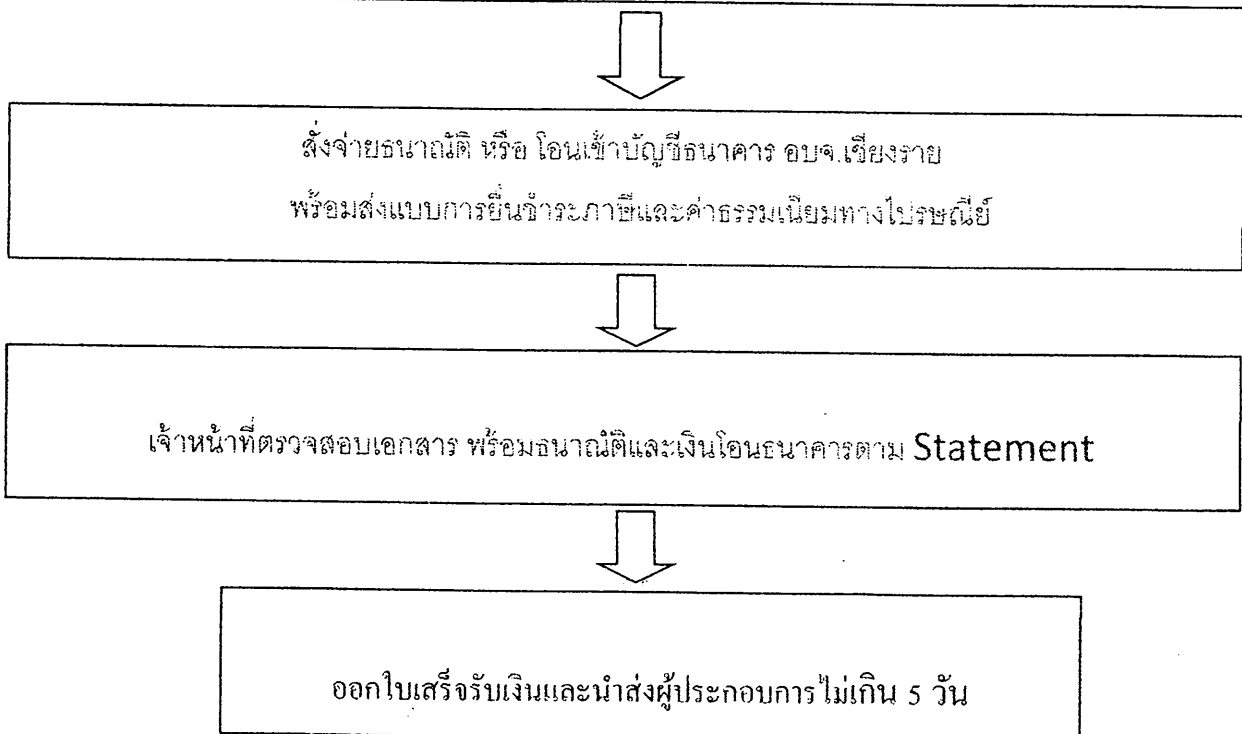 สั่งจ่ายธนาณัติ หรือ โอนเข้าบัญชีธนาคาร อบจ.เชียงราย
พร้อมส่งแบบการยื่นชำระภาษีและค่าธรรมเนียมทางไปรษณีย์
เจ้าหน้าที่ตรวจสอบเอกสาร พร้อมธนาณัติและเงินโอนธนาคารตาม Statement
ออกใบเสร็จรับเงินและนำส่งผู้ประกอบการไม่เกิน 5 วัน